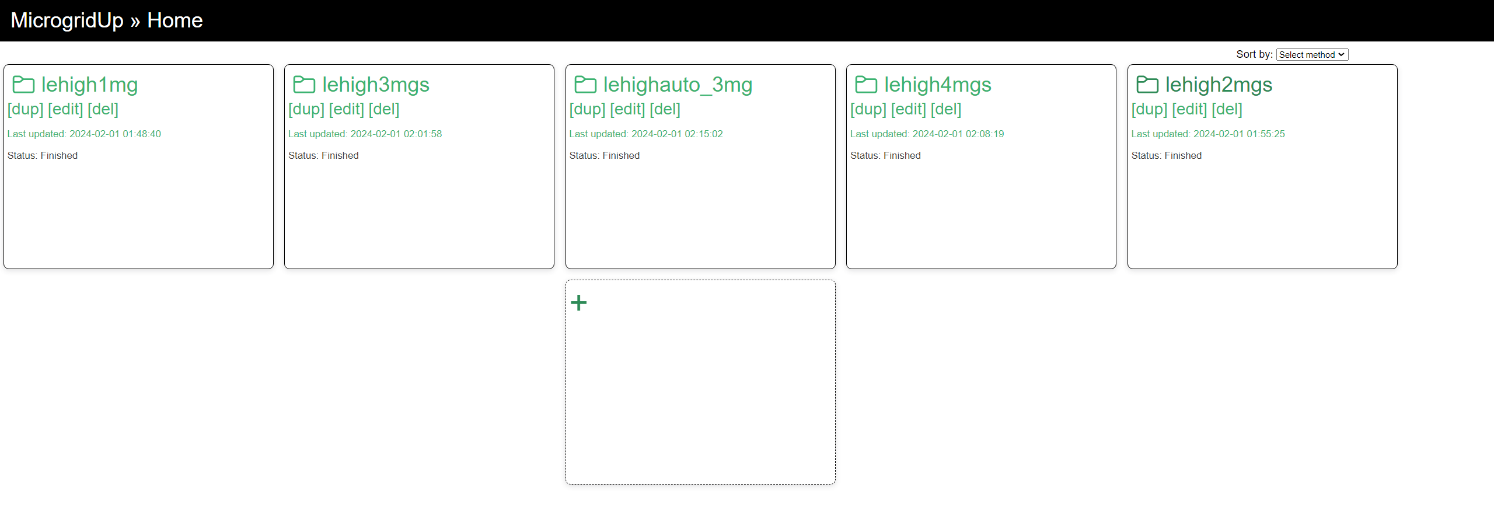 MicrogridUp » Home
Sort by: Select method
lehigh1mg
[dup] [edit] [del]
Last updated: 2024-02-01 01:48:40
Status: Finished
lehigh3mgs
[dup] [edit] [del]
Last updated: 2024-02-01 02:01:58
Status: Finished
lehighauto_3mg
[dup] [edit] [del]
Last updated: 2024-02-01 02:15:02
Status: Finished
lehigh4mgs
[dup] [edit] [del]
Last updated: 2024-02-01 02:08:19
Status: Finished
lehigh2mgs
[dup] [edit] [del]
Last updated: 2024-02-01 01:55:25
Status: Finished
+